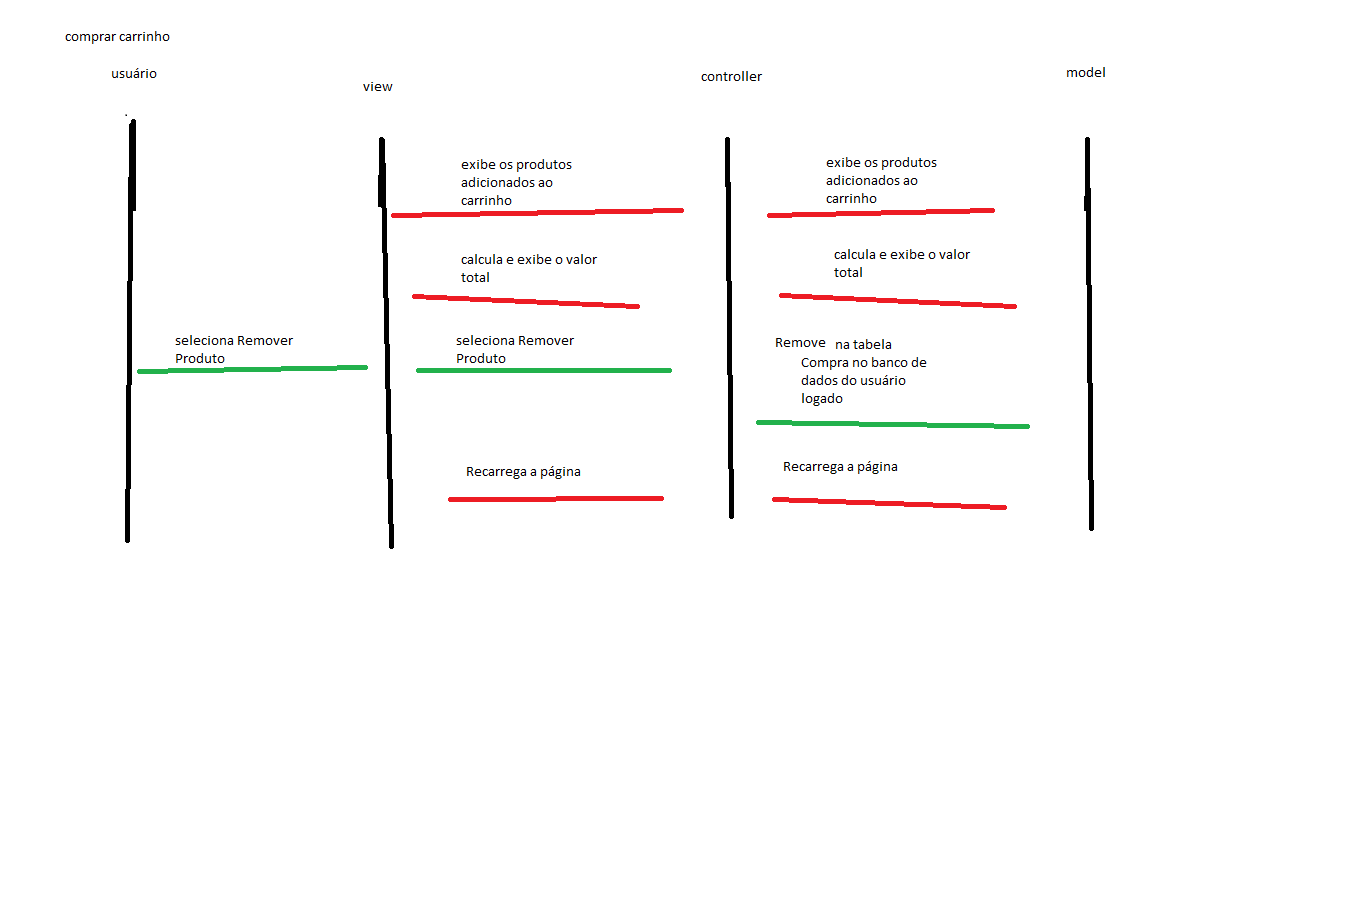 comprar carrinho
usuário
view
controller
model
exibe os produtos
adicionados ao
carrinho
exibe os produtos
adicionados ao
carrinho
calcula e exibe o valor
total
calcula e exibe o valor
total
seleciona Remover
Produto
seleciona Remover
Produto
Remove na tabela
Compra no banco de
dados do usuário
logado
Recarrega a página
Recarrega a página